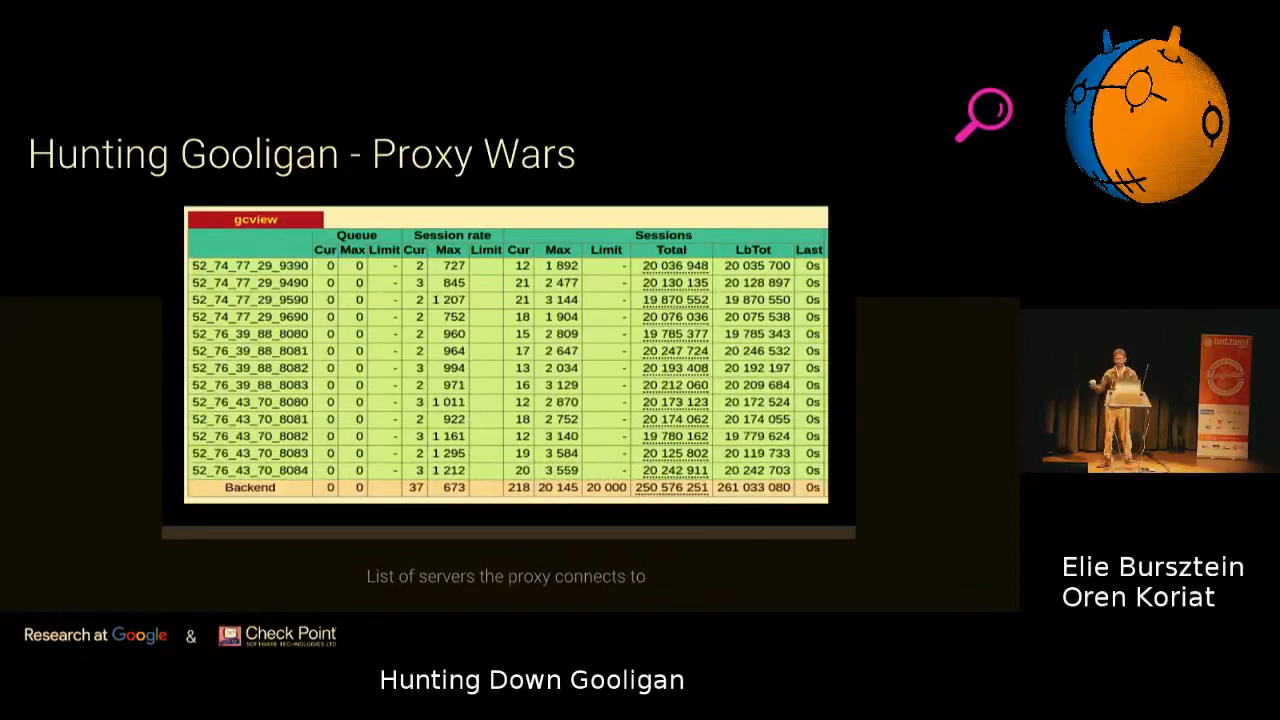 Hunting Gooligan - Proxy Wars
gcview
Queue Session rate Sessions
Cur Max Limit Cur Max Limit Cur Max Limit Total LbTot Last
52_74_77_29_9390 0 0 - 2 727 12 1 892 - 20 036 948 20 035 700 0s
52_74_77_29_9490 0 0 - 3 845 21 2 477 - 20 130 135 20 128 897 0s
52_74_77_29_9590 0 0 - 2 1 207 21 3 144 - 19 870 552 19 870 550 0s
52_74_77_29_9690 0 0 - 2 752 18 1 904 - 20 076 036 20 075 538 0s
52_76_39_88_8080 0 0 - 2 960 15 2 809 - 19 785 377 19 785 343 0s
52_76_39_88_8081 0 0 - 2 964 17 2 647 - 20 247 724 20 246 532 0s
52_76_39_88_8082 0 0 - 3 994 13 2 034 - 20 193 408 20 192 197 0s
52_76_39_88_8083 0 0 - 2 971 16 3 129 - 20 212 060 20 209 684 0s
52_76_43_70_8080 0 0 - 3 1 011 12 2 870 - 20 173 123 20 172 524 0s
52_76_43_70_8081 0 0 - 2 922 18 2 752 - 20 174 062 20 174 055 0s
52_76_43_70_8082 0 0 - 3 1 161 12 3 140 - 19 780 162 19 779 624 0s
52_76_43_70_8083 0 0 - 2 1 295 19 3 584 - 20 125 802 20 119 733 0s
52_76_43_70_8084 0 0 - 3 1 212 20 3 559 - 20 242 911 20 242 703 0s
Backend 0 0 37 673 218 20 145 20 000 250 576 251 261 033 080 0s
List of servers the proxy connects to
Elie Bursztein
Oren Koriat
Research at Google & Check Point
SOFTWARE TECHNOLOGIES LTD
Hunting Down Gooligan